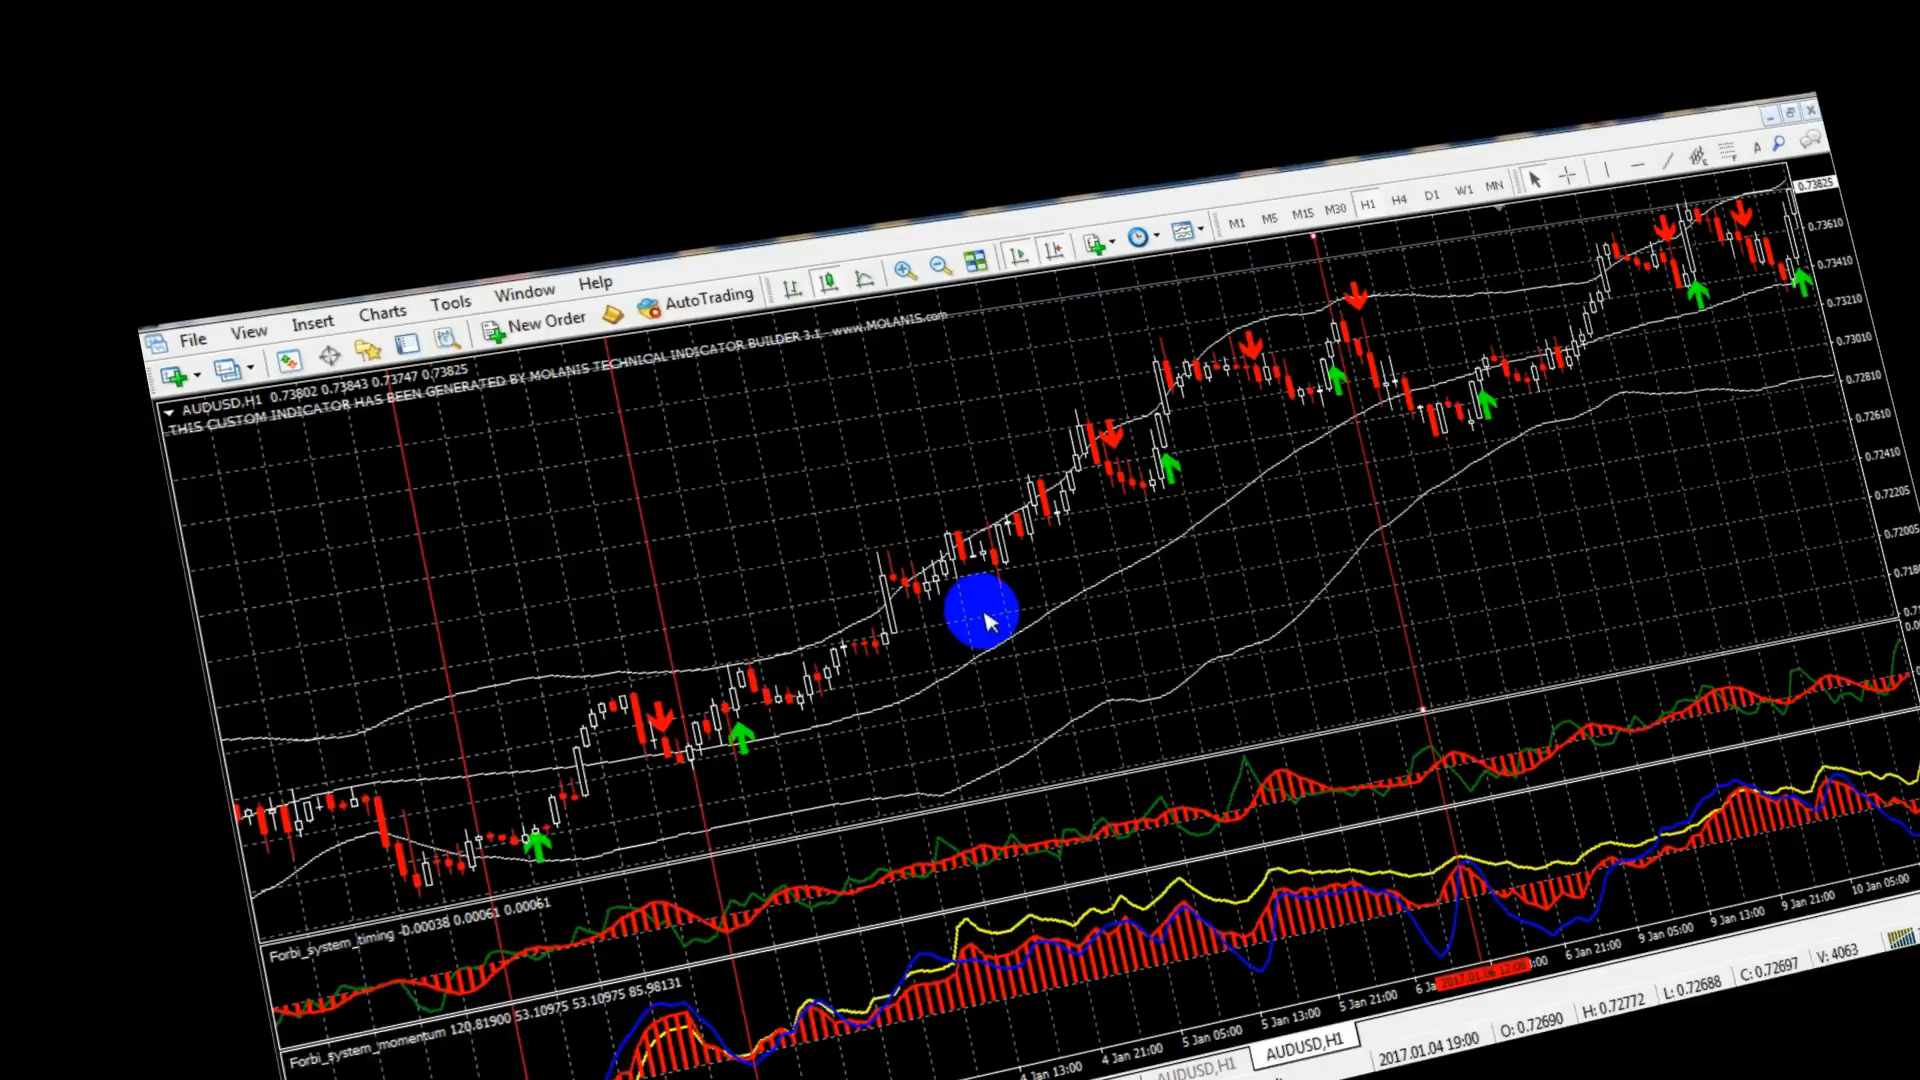 File View Insert Charts Tools Window Help
New Order AutoTrading
M1 M5 M15 M30 H1 H4 D1 W1 MN
A
AUDUSD,H1 0.73802 0.73843 0.73747 0.73825
THIS CUSTOM INDICATOR HAS BEEN GENERATED BY MOLANIS TECHNICAL INDICATOR BUILDER 3.1 - www.MOLANIS.com
0.73825
0.73610
0.73410
0.73210
0.73010
0.72810
0.72610
0.72410
0.72205
0.72005
Forbi_system_timing -0.00038 0.00061 0.00061
Forbi_system_momentum 120.81900 53.10975 53.10975 85.98131
4 Jan 13:00 4 Jan 21:00 5 Jan 05:00 5 Jan 13:00 5 Jan 21:00 2017.01.06 12:00 6 Jan 21:00 9 Jan 05:00 9 Jan 13:00 9 Jan 21:00 10 Jan 05:00
AUDUSD,H1 AUDUSD,H1
2017.01.04 19:00 O: 0.72690 H: 0.72772 L: 0.72688 C: 0.72697 V: 4063